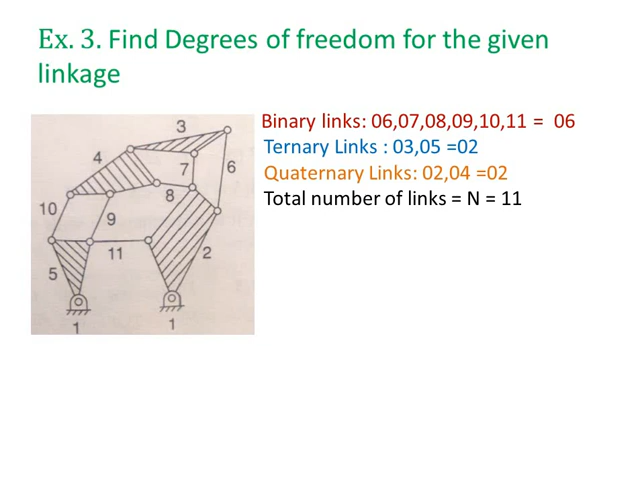 Ex. 3. Find Degrees of freedom for the given
linkage
Binary links: 06,07,08,09,10,11 = 06
Ternary Links : 03,05 =02
Quaternary Links: 02,04 =02
Total number of links = N = 11
3
4
7
6
8
10
9
11
2
5
1
1